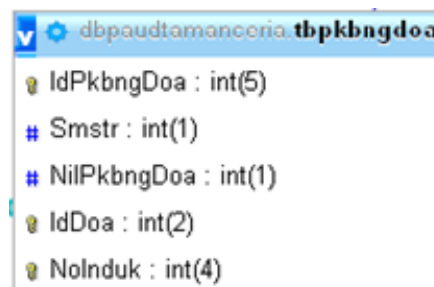 v dbpaudtamanceria.tbpkbngdoa
IdPkbngDoa : int(5)
# Smstr : int(1)
# NilPkbngDoa : int(1)
IdDoa : int(2)
NoInduk : int(4)